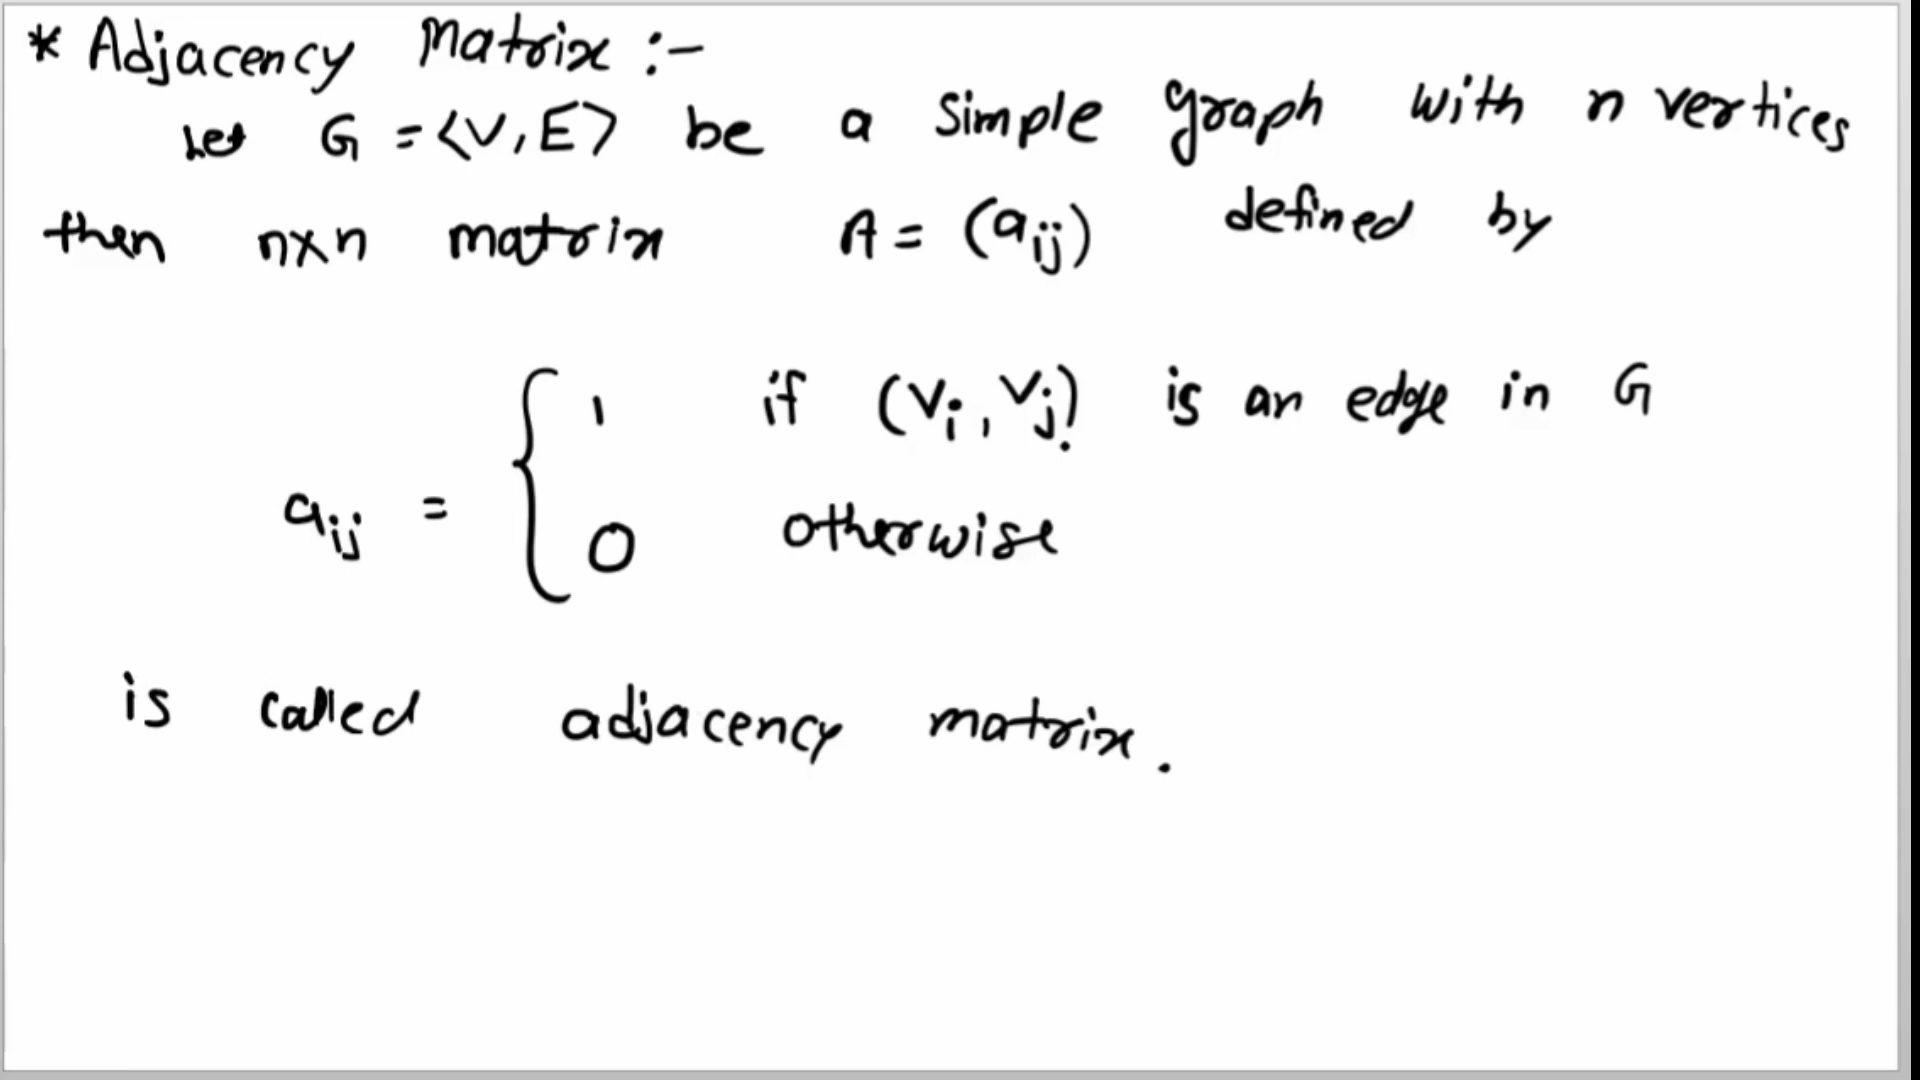 * Adjacency Matrix :-
Let G = <V, E> be a simple graph with n vertices
then n×n matrix A = (aij) defined by
1 if (Vi, Vj) is an edge in G
aij = {
0 otherwise
is called adjacency matrix.